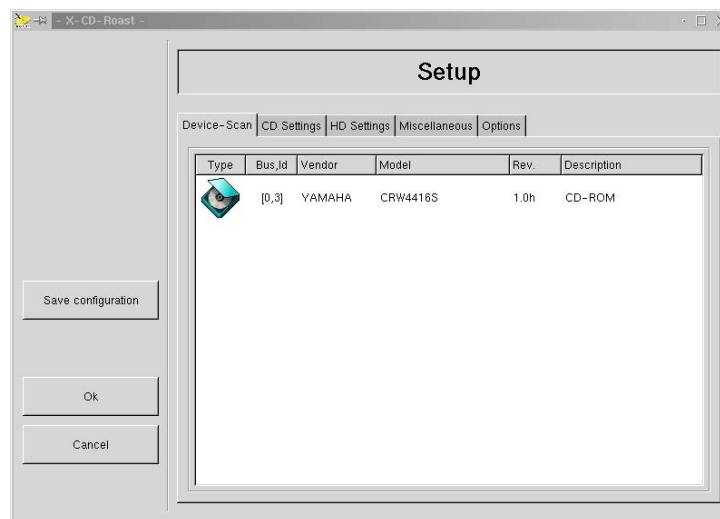 - X-CD-Roast -
Setup
Device-Scan CD Settings HD Settings Miscellaneous Options
Type Bus,Id Vendor Model Rev. Description
[0,3] YAMAHA CRW4416S 1.0h CD-ROM
Save configuration
Ok
Cancel